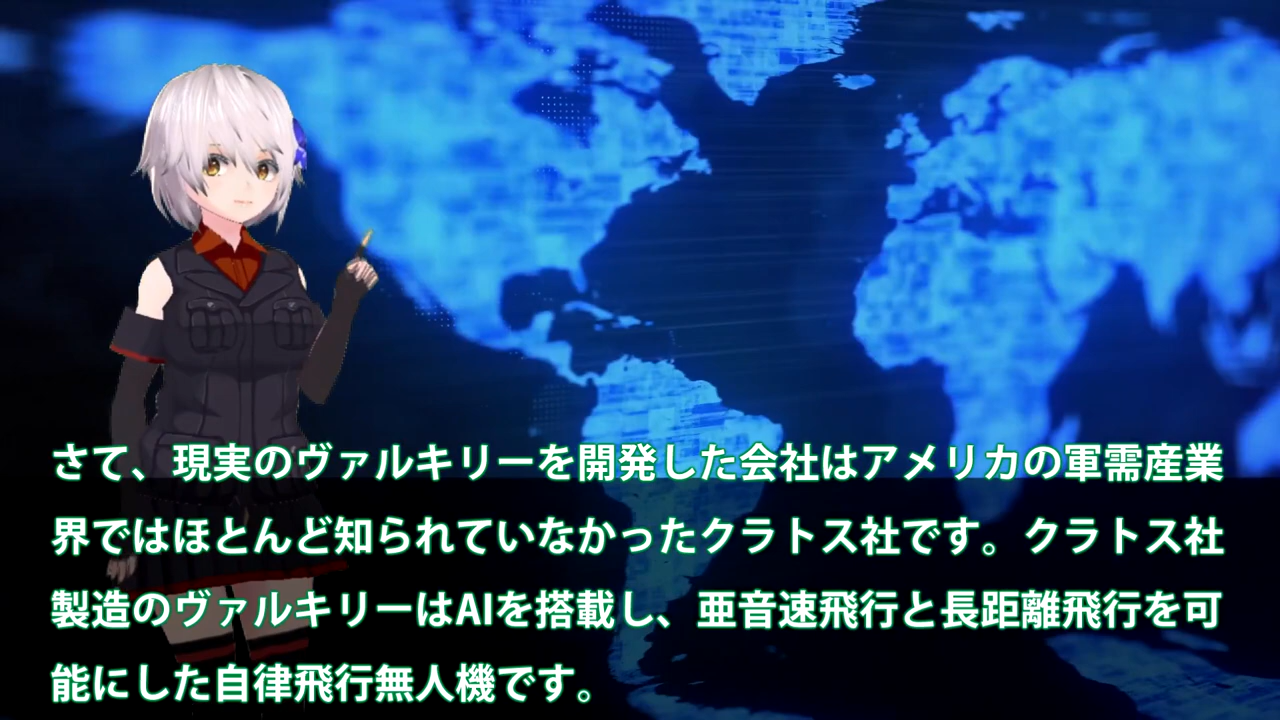 さて、現実のヴァルキリーを開発した会社はアメリカの軍需産業
界ではほとんど知られていなかったクラトス社です。クラトス社
製造のヴァルキリーはAIを搭載し、亜音速飛行と長距離飛行を可
能にした自律飛行無人機です。